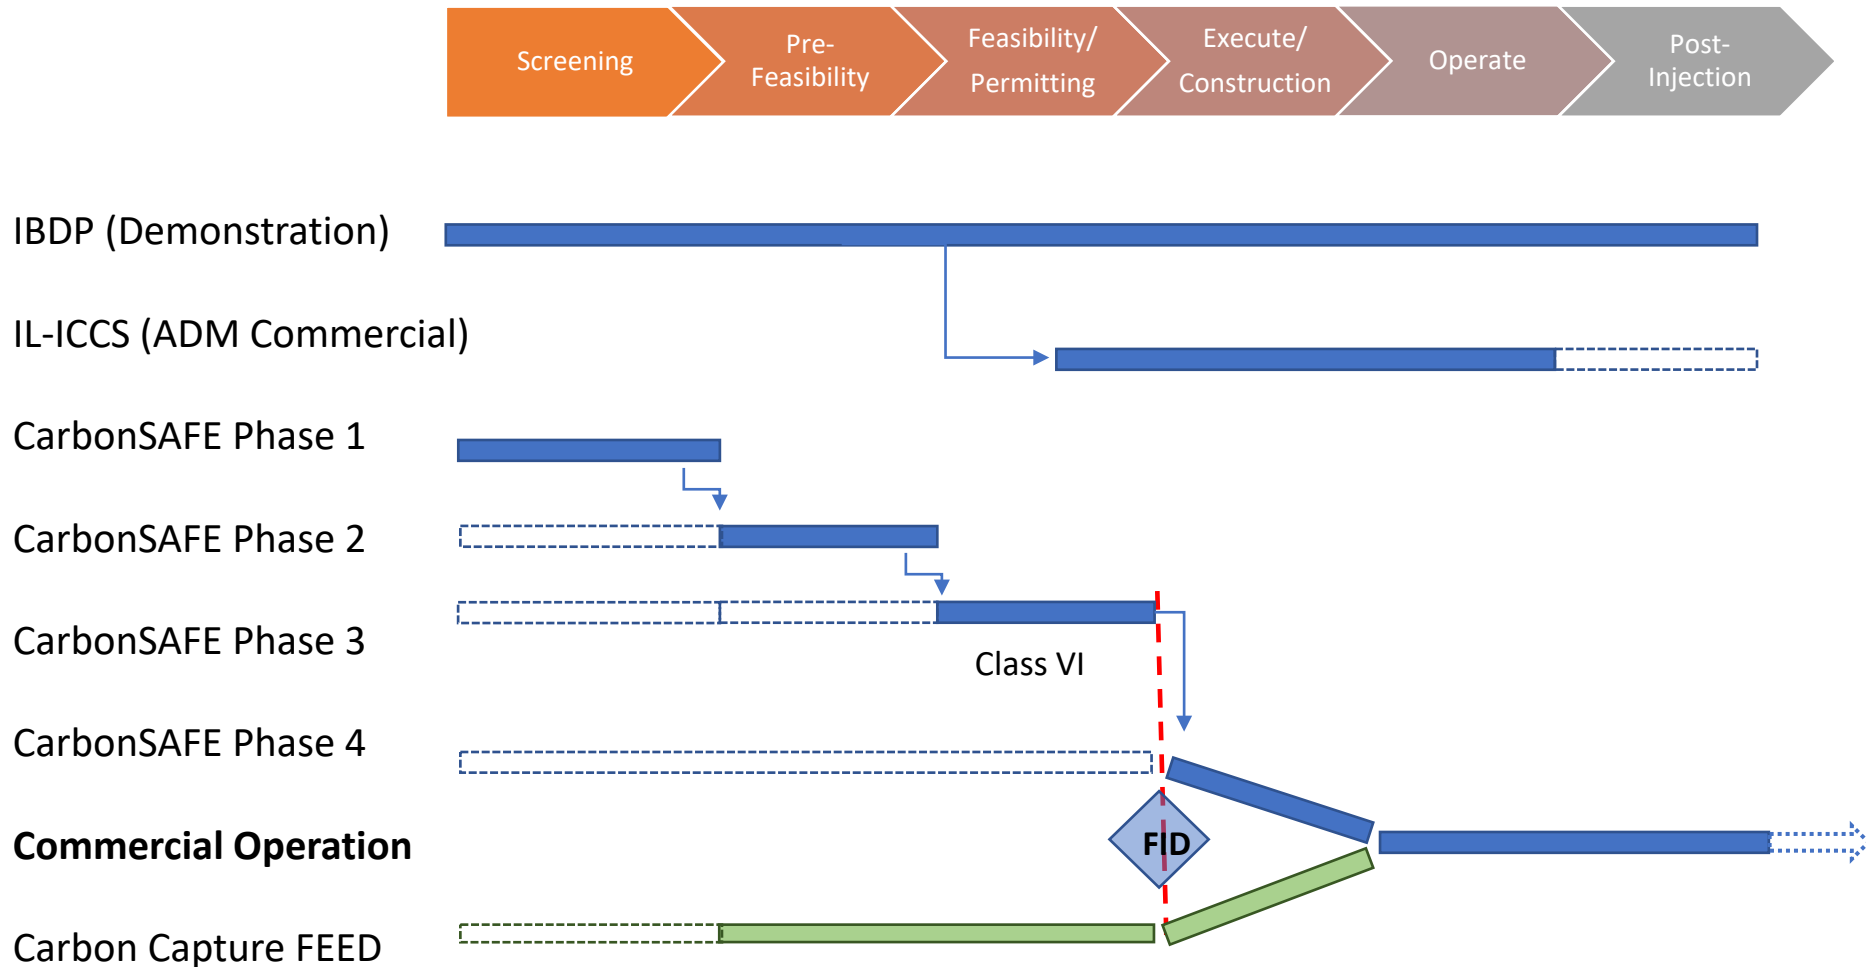 Screening
Pre-
Feasibility
Feasibility/
Permitting
Execute/
Construction
Operate
Post-
Injection
IBDP (Demonstration)
IL-ICCS (ADM Commercial)
CarbonSAFE Phase 1
CarbonSAFE Phase 2
CarbonSAFE Phase 3
Class VI
CarbonSAFE Phase 4
Commercial Operation
FID
Carbon Capture FEED